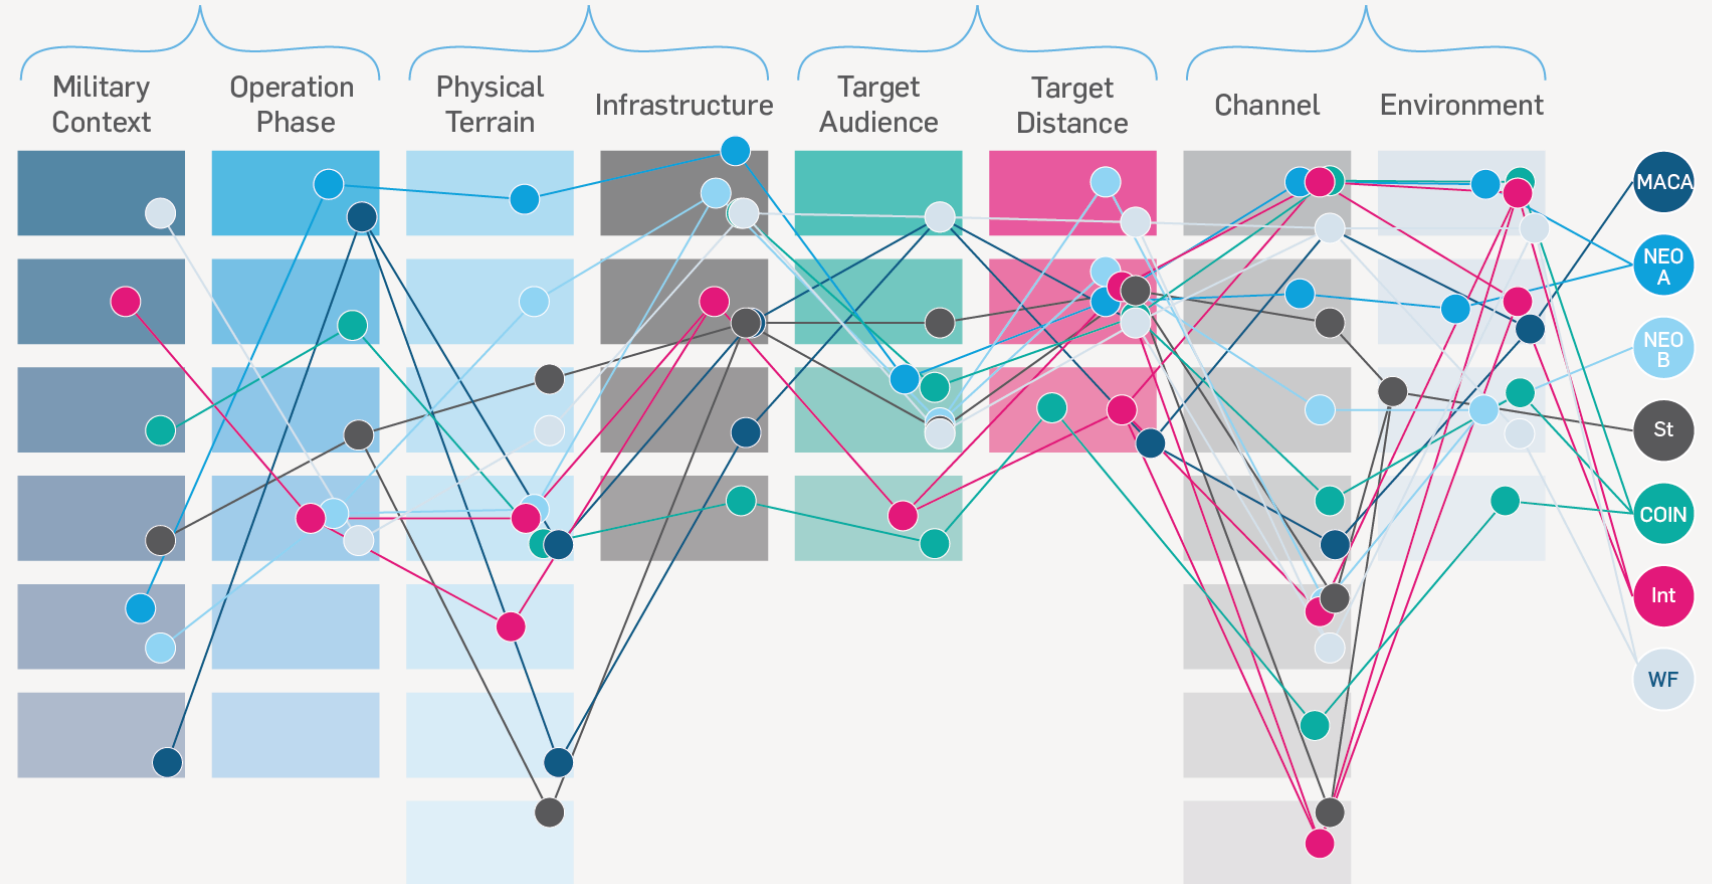 Military
Context
Operation
Phase
Physical
Terrain
Infrastructure
Target
Audience
Target
Distance
Channel
Environment
MACA
NEO
A
NEO
B
St
COIN
Int
WF